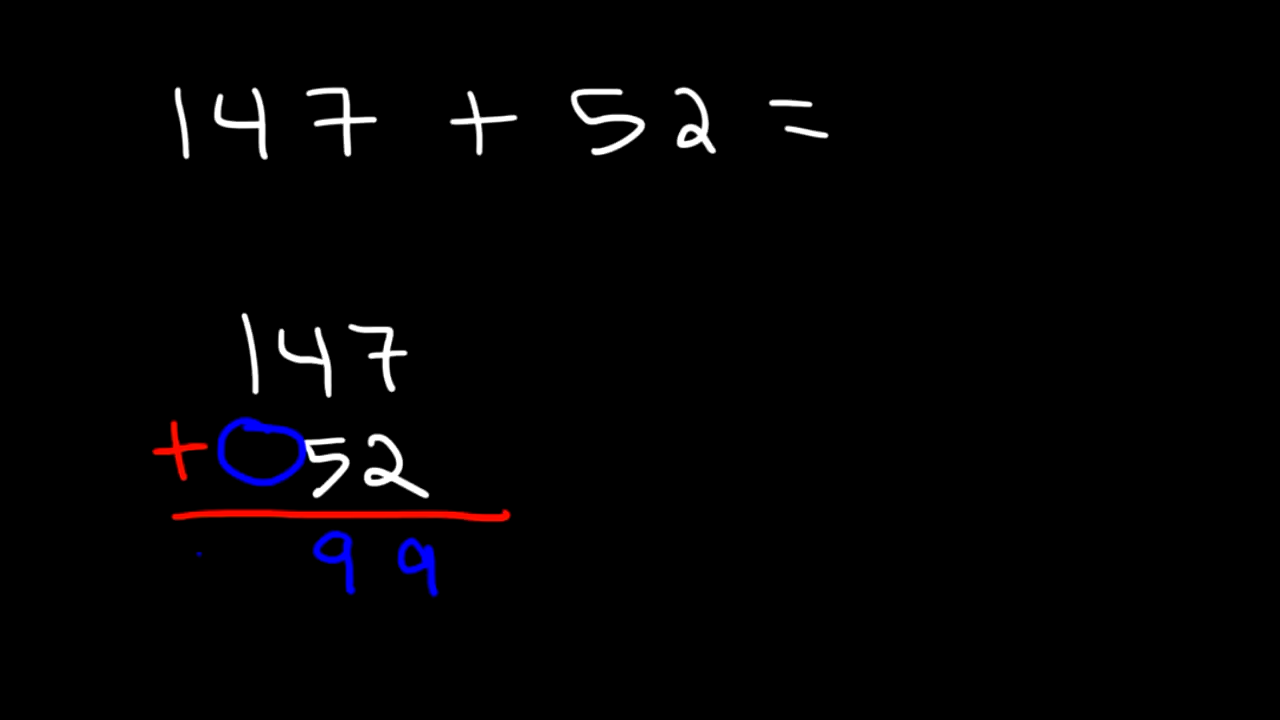 147 + 52 =
147
+ 052
99